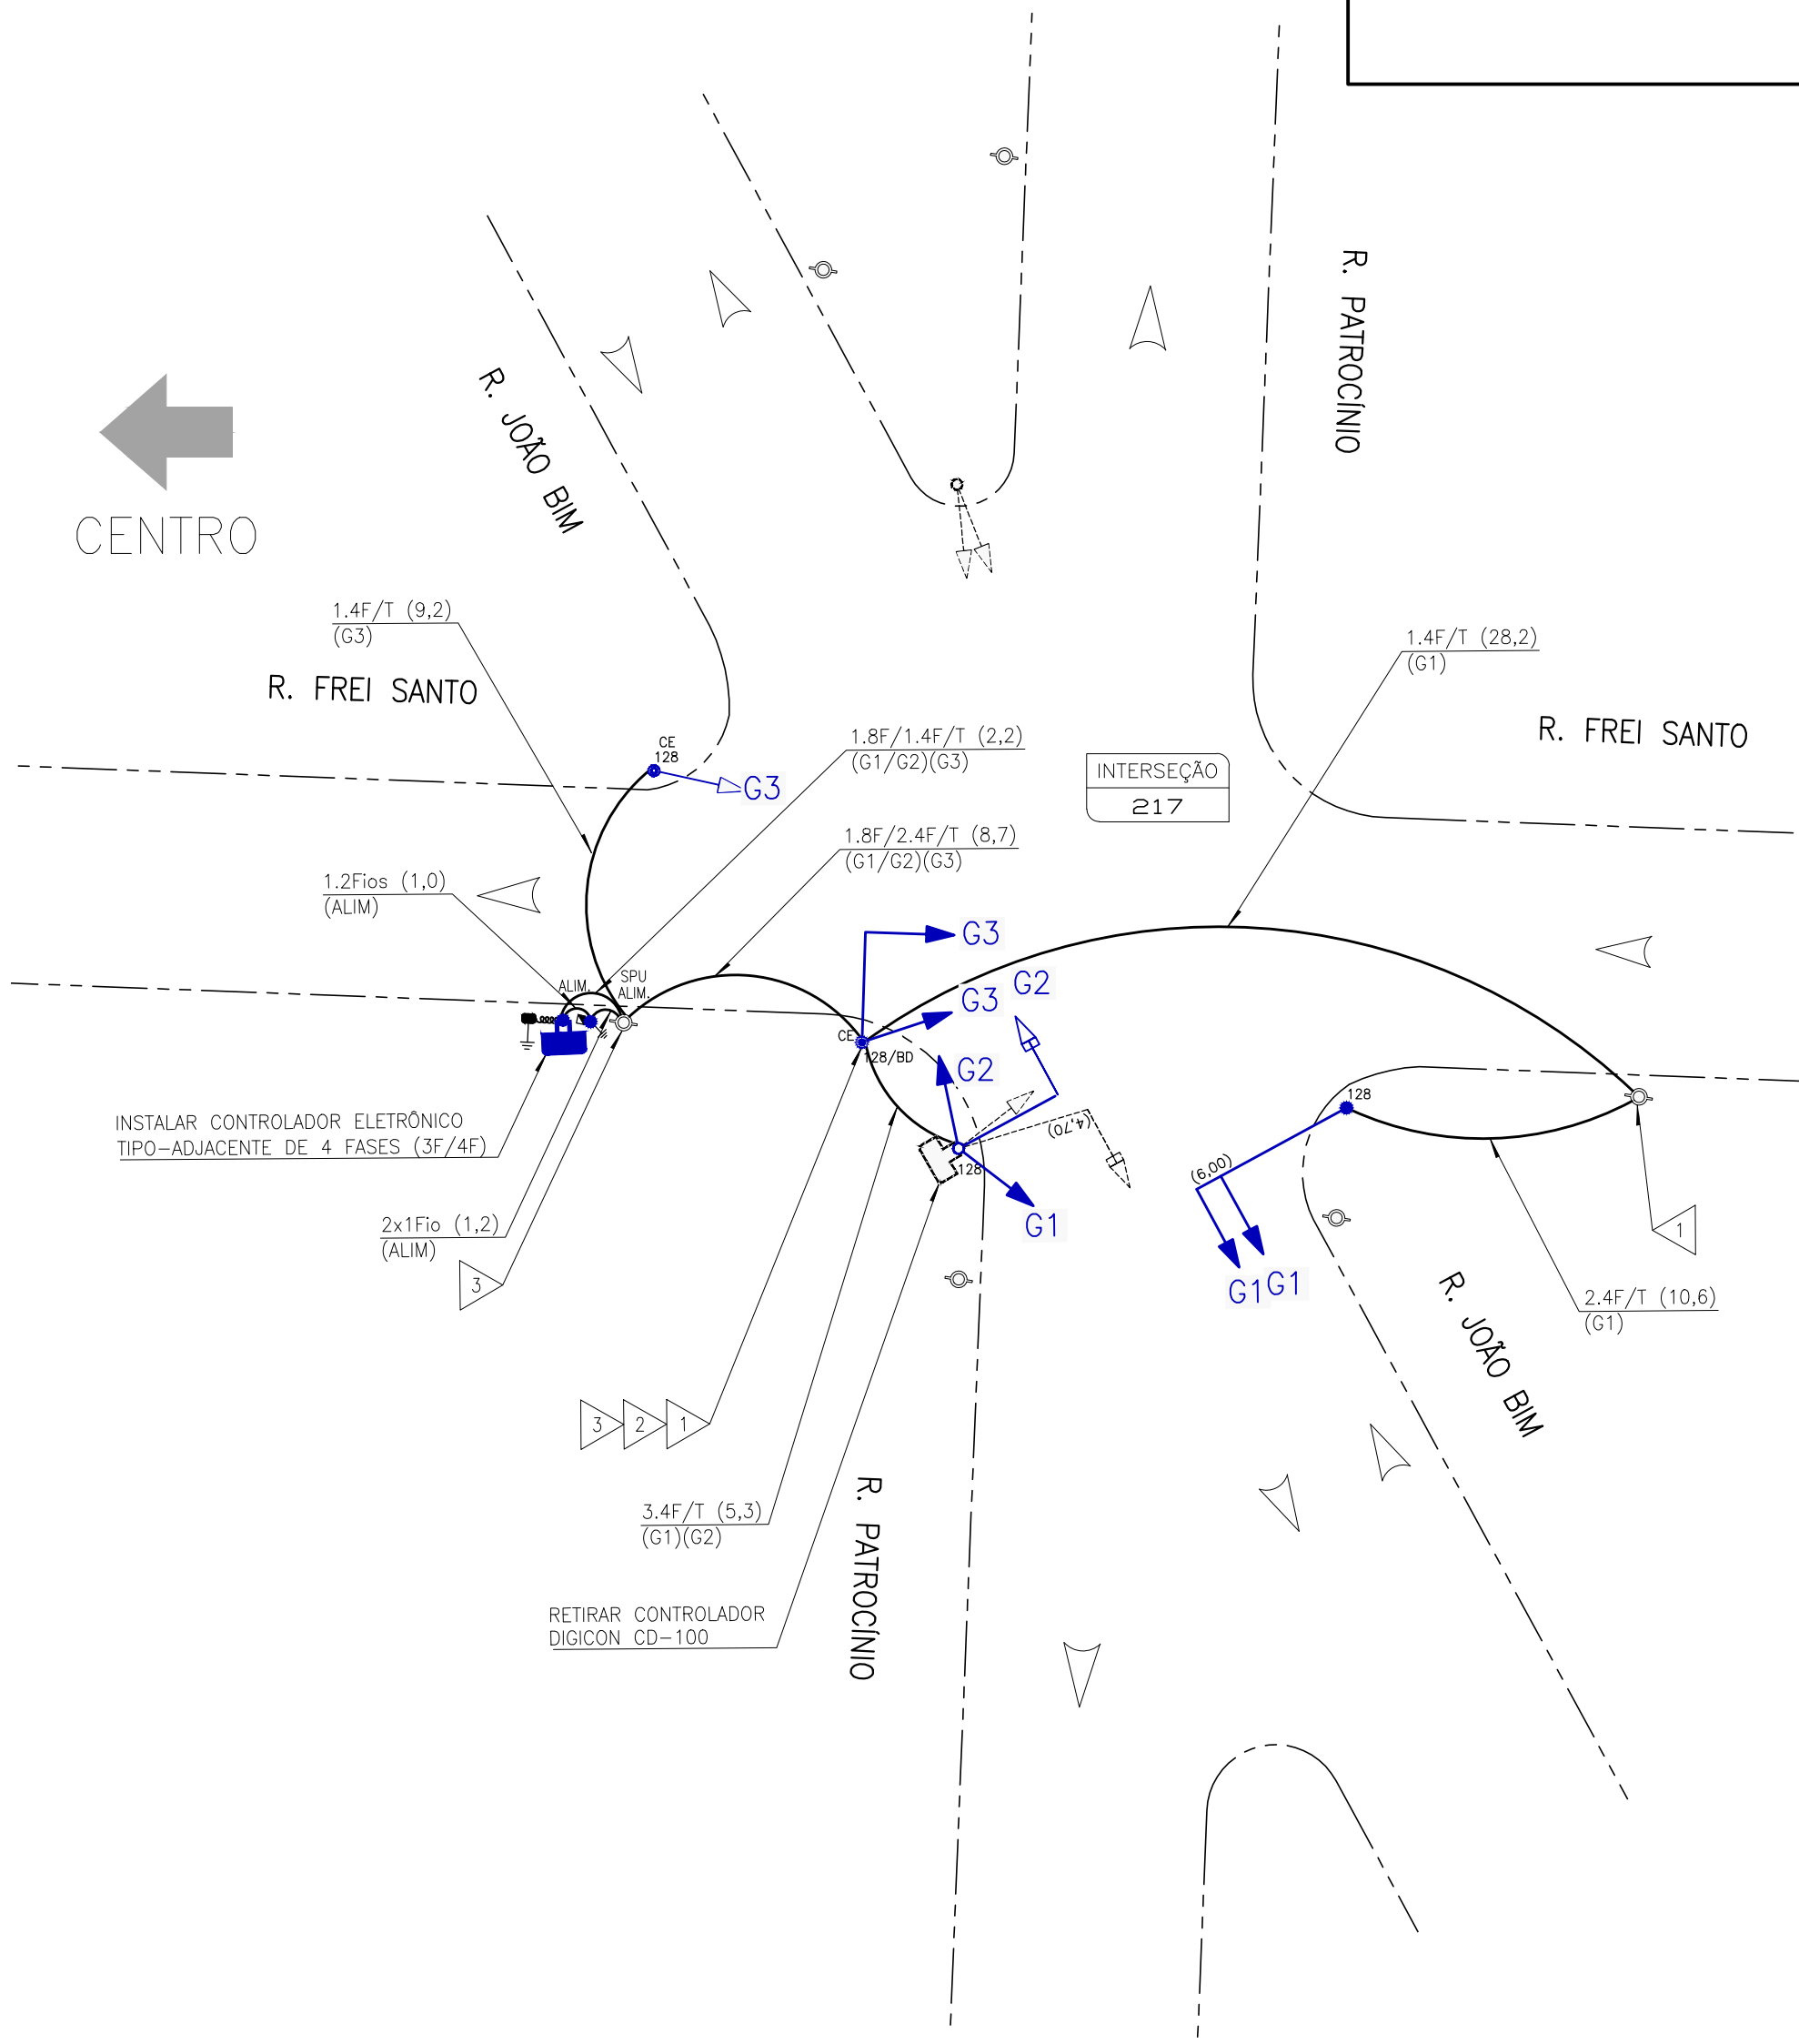 R. PATROCÍNIO
R. JOÃO BIM
CENTRO
1.4F/T (9,2)
(G3)
R. FREI SANTO
1.4F/T (28,2)
(G1)
R. FREI SANTO
CE
128
G3
1.8F/1.4F/T (2,2)
(G1/G2)(G3)
INTERSEÇÃO
217
1.8F/2.4F/T (8,7)
(G1/G2)(G3)
1.2Fios (1,0)
(ALIM)
G3
G2
G3
SPU
ALIM.
ALIM.
CE
128/BD
G2
128
(4,70)
128
G1
(6,00)
G1
G1
INSTALAR CONTROLADOR ELETRÔNICO
TIPO-ADJACENTE DE 4 FASES (3F/4F)
2x1Fio (1,2)
(ALIM)
3
1
2.4F/T (10,6)
(G1)
R. JOÃO BIM
3
2
1
3.4F/T (5,3)
(G1)(G2)
R. PATROCÍNIO
RETIRAR CONTROLADOR
DIGICON CD-100